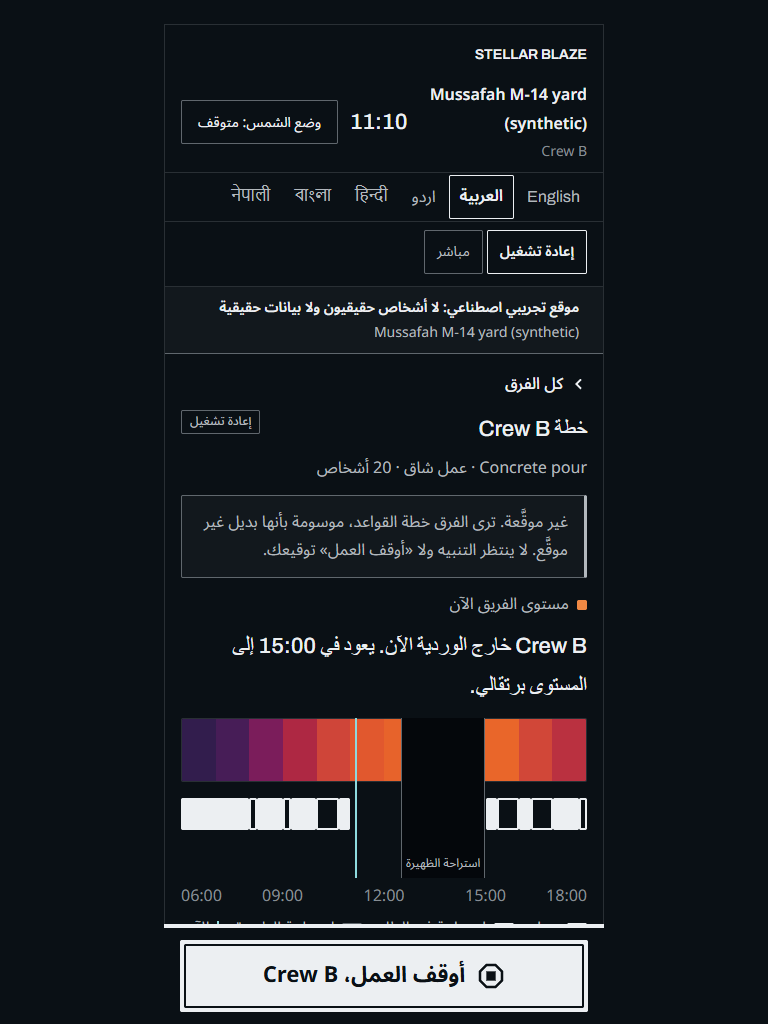 STELLAR BLAZE
Mussafah M-14 yard
(synthetic)
Crew B
11:10
وضع الشمس: متوقف
English
العربية
اردو
हिन्दी
বাংলা
नेपाली
إعادة تشغيل
مباشر
موقع تجريبي اصطناعي: لا أشخاص حقيقيون ولا بيانات حقيقية
Mussafah M-14 yard (synthetic)
كل الفرق
خطة Crew B
إعادة تشغيل
Concrete pour · عمل شاق · 20 أشخاص
غير موقَّعة. ترى الفرق خطة القواعد، موسومة بأنها بديل غير
موقَّع. لا ينتظر التنبيه ولا «أوقف العمل» توقيعك.
مستوى الفريق الآن
Crew B خارج الوردية الآن. يعود في 15:00 إلى
المستوى برتقالي.
استراحة الظهيرة
06:00 09:00 12:00 15:00 18:00
أوقف العمل، Crew B